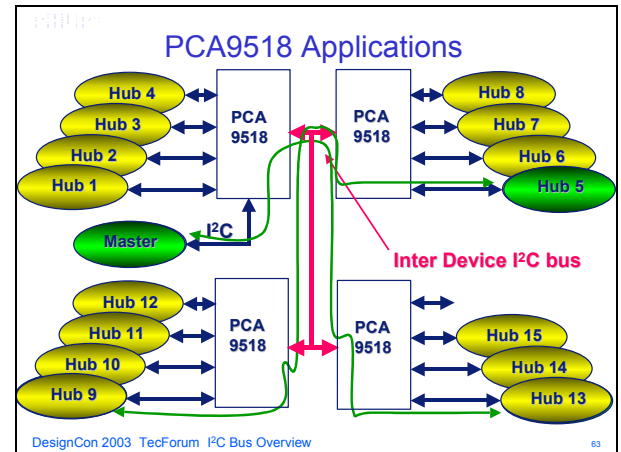 PCA9518 Applications
Hub 4
Hub 3
Hub 2
Hub 1
PCA
9518
PCA
9518
Hub 8
Hub 7
Hub 6
Hub 5
Master
I²C
Inter Device I²C bus
Hub 12
Hub 11
Hub 10
Hub 9
PCA
9518
PCA
9518
Hub 15
Hub 14
Hub 13
DesignCon 2003 TecForum I²C Bus Overview
63